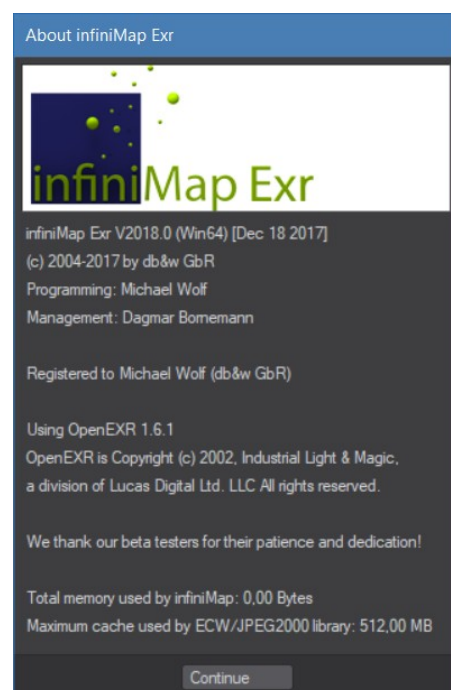 About infiniMap Exr
infiniMap Exr
infiniMap Exr V2018.0 (Win64) [Dec 18 2017]
(c) 2004-2017 by db&w GbR
Programming: Michael Wolf
Management: Dagmar Bornemann
Registered to Michael Wolf (db&w GbR)
Using OpenEXR 1.6.1
OpenEXR is Copyright (c) 2002, Industrial Light & Magic,
a division of Lucas Digital Ltd. LLC All rights reserved.
We thank our beta testers for their patience and dedication!
Total memory used by infiniMap: 0,00 Bytes
Maximum cache used by ECW/JPEG2000 library: 512,00 MB
Continue